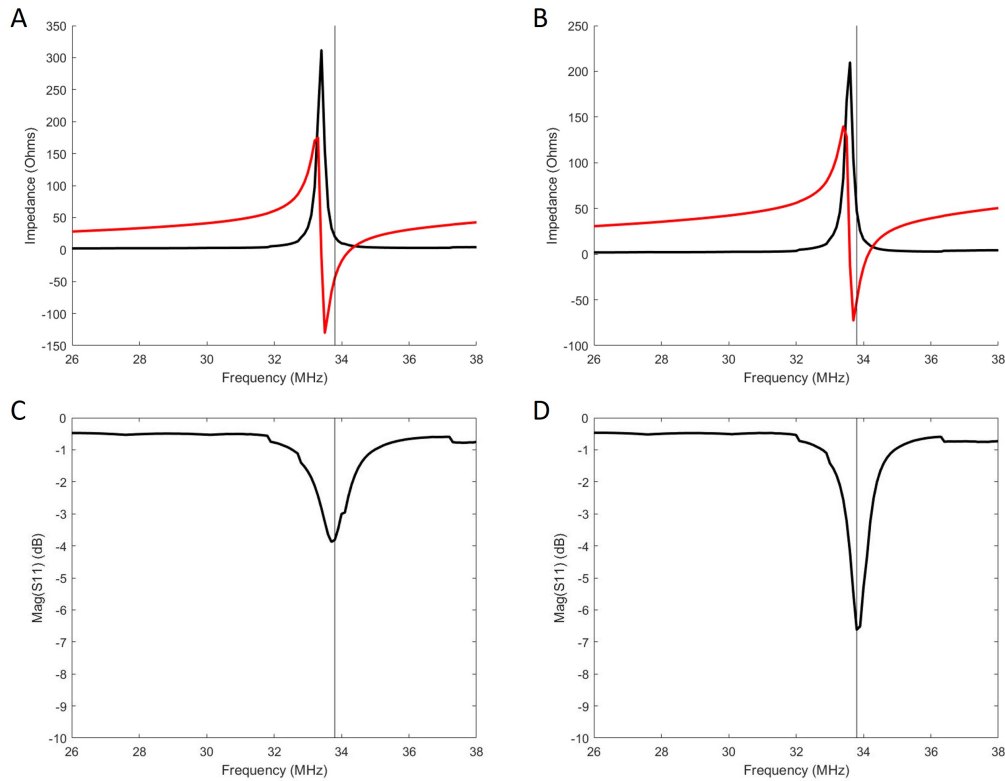 A
350
300
250
200
150
100
50
0
-50
-100
-150
Impedance (Ohms)
26 28 30 32 34 36 38
Frequency (MHz)
B
250
200
150
100
50
0
-50
-100
Impedance (Ohms)
26 28 30 32 34 36 38
Frequency (MHz)
C
0
-1
-2
-3
-4
-5
-6
-7
-8
-9
-10
Mag(S11) (dB)
26 28 30 32 34 36 38
Frequency (MHz)
D
0
-1
-2
-3
-4
-5
-6
-7
-8
-9
-10
Mag(S11) (dB)
26 28 30 32 34 36 38
Frequency (MHz)